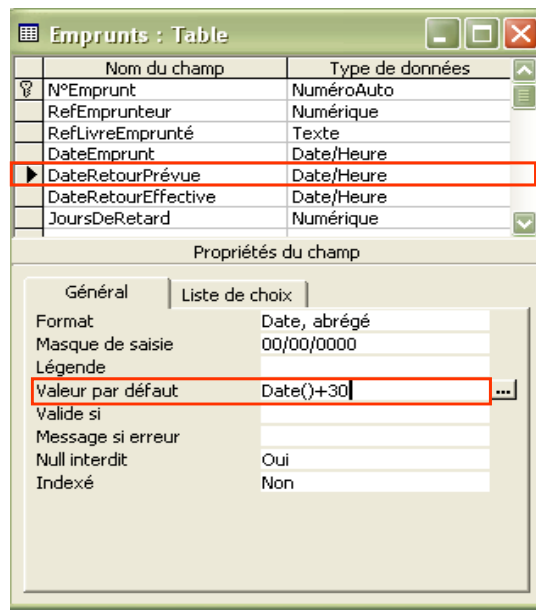 Emprunts : Table
Nom du champ Type de données
N°Emprunt NuméroAuto
RefEmprunteur Numérique
RefLivreEmprunté Texte
DateEmprunt Date/Heure
DateRetourPrévue Date/Heure
DateRetourEffective Date/Heure
JoursDeRetard Numérique
Propriétés du champ
Général Liste de choix
Format Date, abrégé
Masque de saisie 00/00/0000
Légende
Valeur par défaut Date()+30 ...
Valide si
Message si erreur
Null interdit Oui
Indexé Non